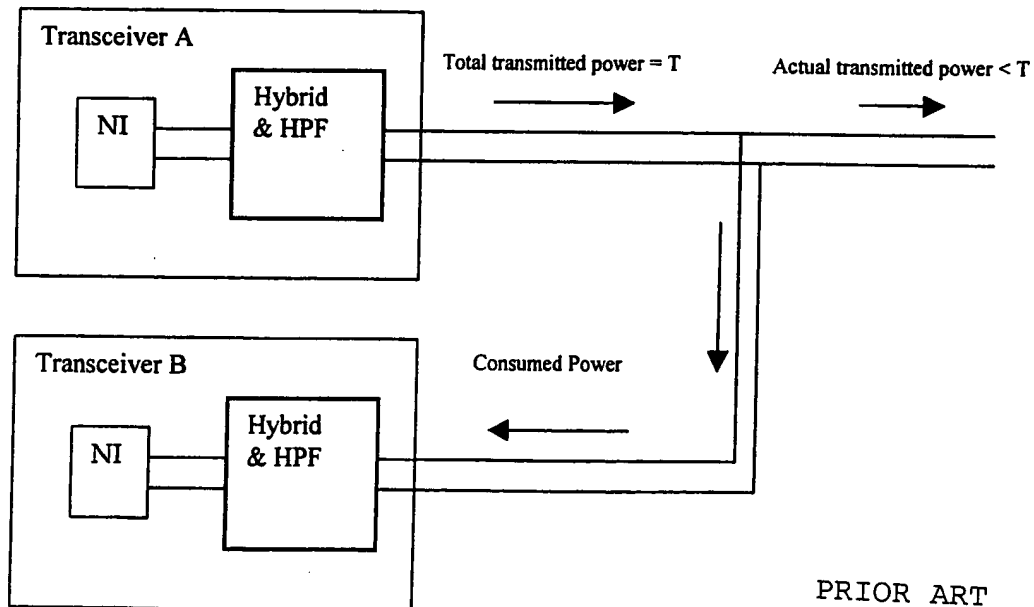 Transceiver A
NI
Hybrid
& HPF
Total transmitted power = T
Actual transmitted power < T
Transceiver B
NI
Hybrid
& HPF
Consumed Power
PRIOR ART